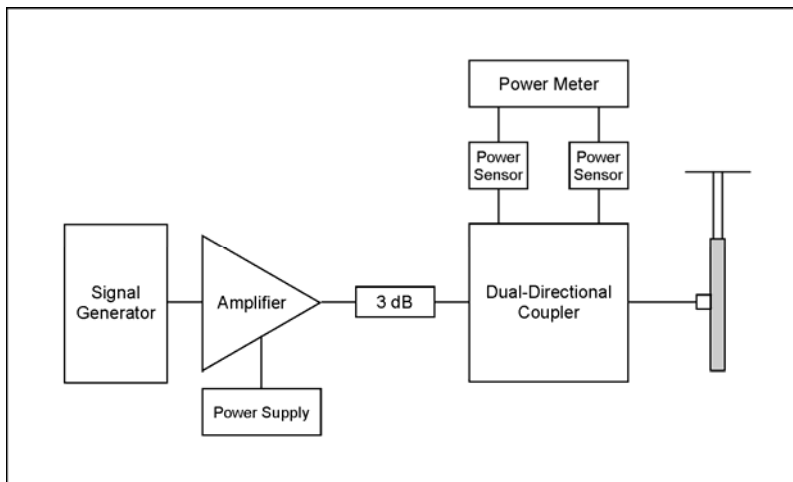 Power Meter
Power
Sensor
Power
Sensor
Signal
Generator
Amplifier
3 dB
Dual-Directional
Coupler
Power Supply